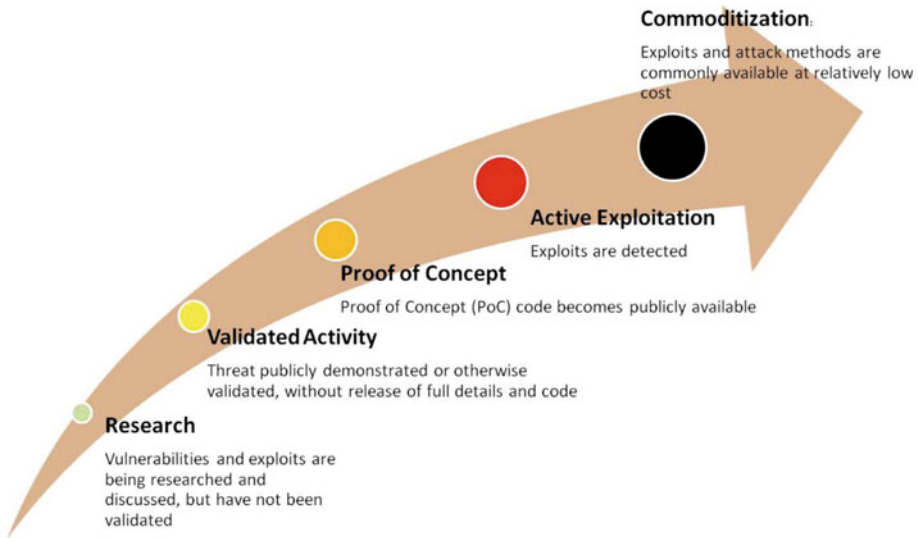 Commoditization:
Exploits and attack methods are
commonly available at relatively low
cost
Active Exploitation
Exploits are detected
Proof of Concept
Proof of Concept (PoC) code becomes publicly available
Validated Activity
Threat publicly demonstrated or otherwise
validated, without release of full details and code
Research
Vulnerabilities and exploits are
being researched and
discussed, but have not been
validated